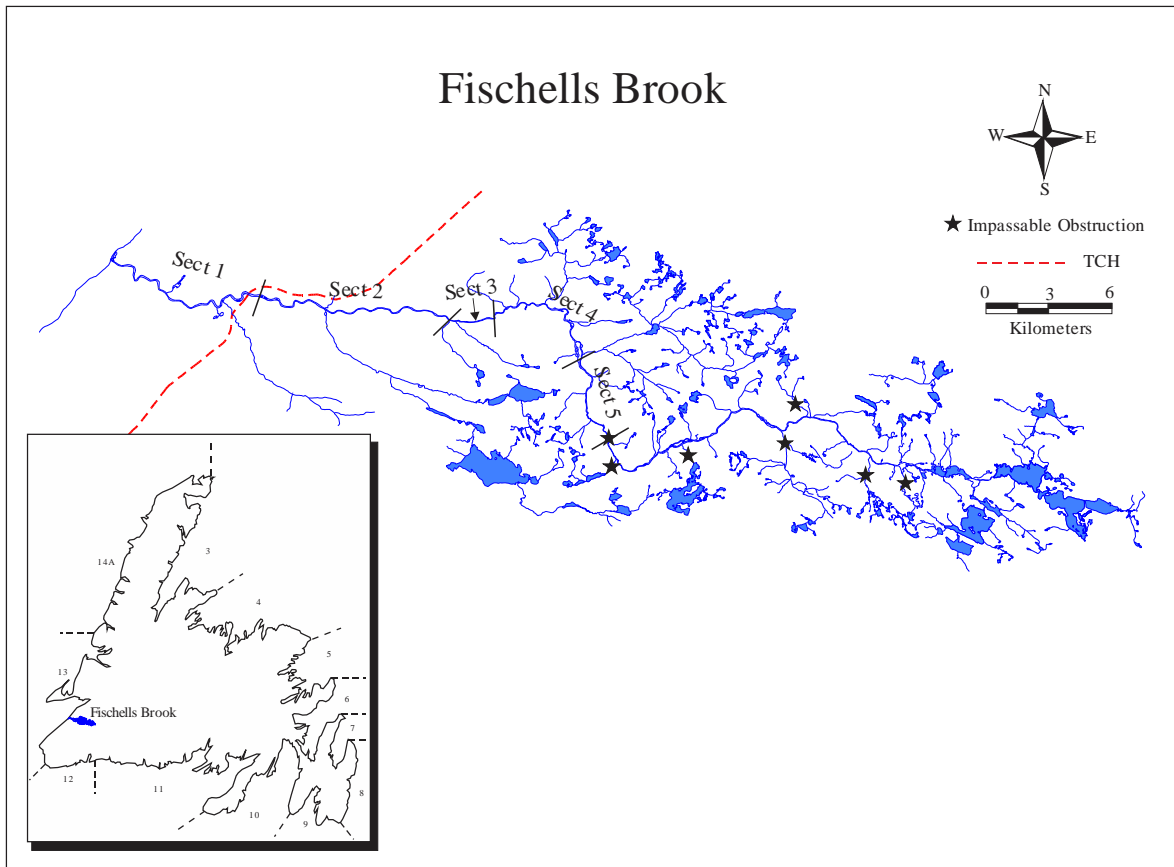 Fischells Brook
N
W E
S
Impassable Obstruction
TCH
0 3 6
Kilometers
Sect 1
Sect 2
Sect 3
Sect 4
Sect 5
3
14A
4
5
13
6
Fischells Brook
7
12
11
8
10
9